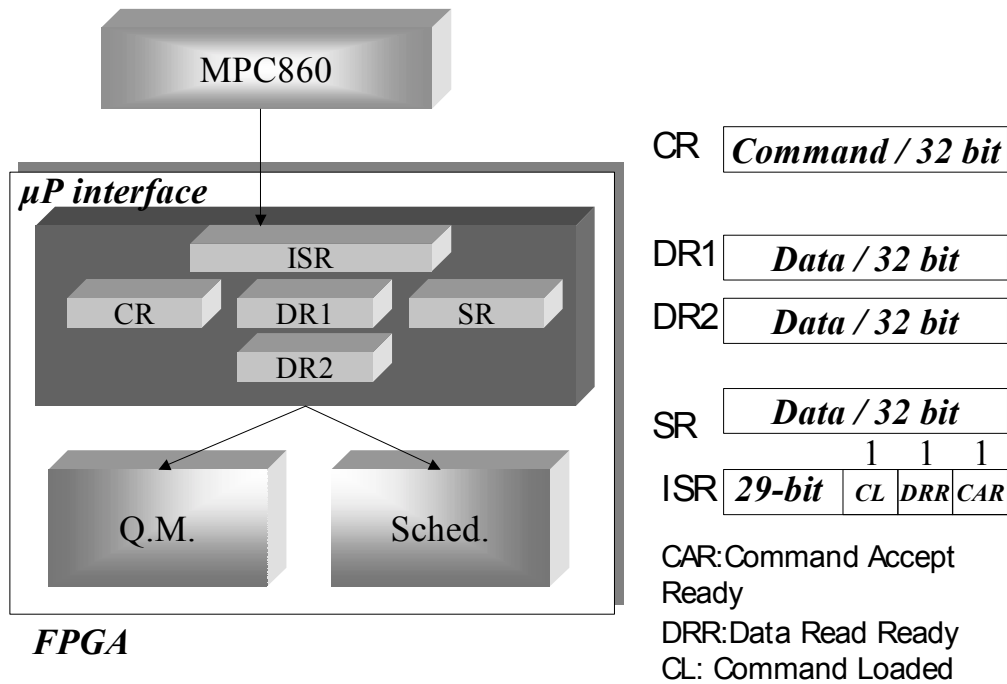 MPC860
µP interface
ISR
CR
DR1
SR
DR2
Q.M.
Sched.
FPGA
CR
Command / 32 bit
DR1
Data / 32 bit
DR2
Data / 32 bit
SR
Data / 32 bit
1 1 1
ISR
29-bit CL DRR CAR
CAR:Command Accept
Ready
DRR:Data Read Ready
CL: Command Loaded